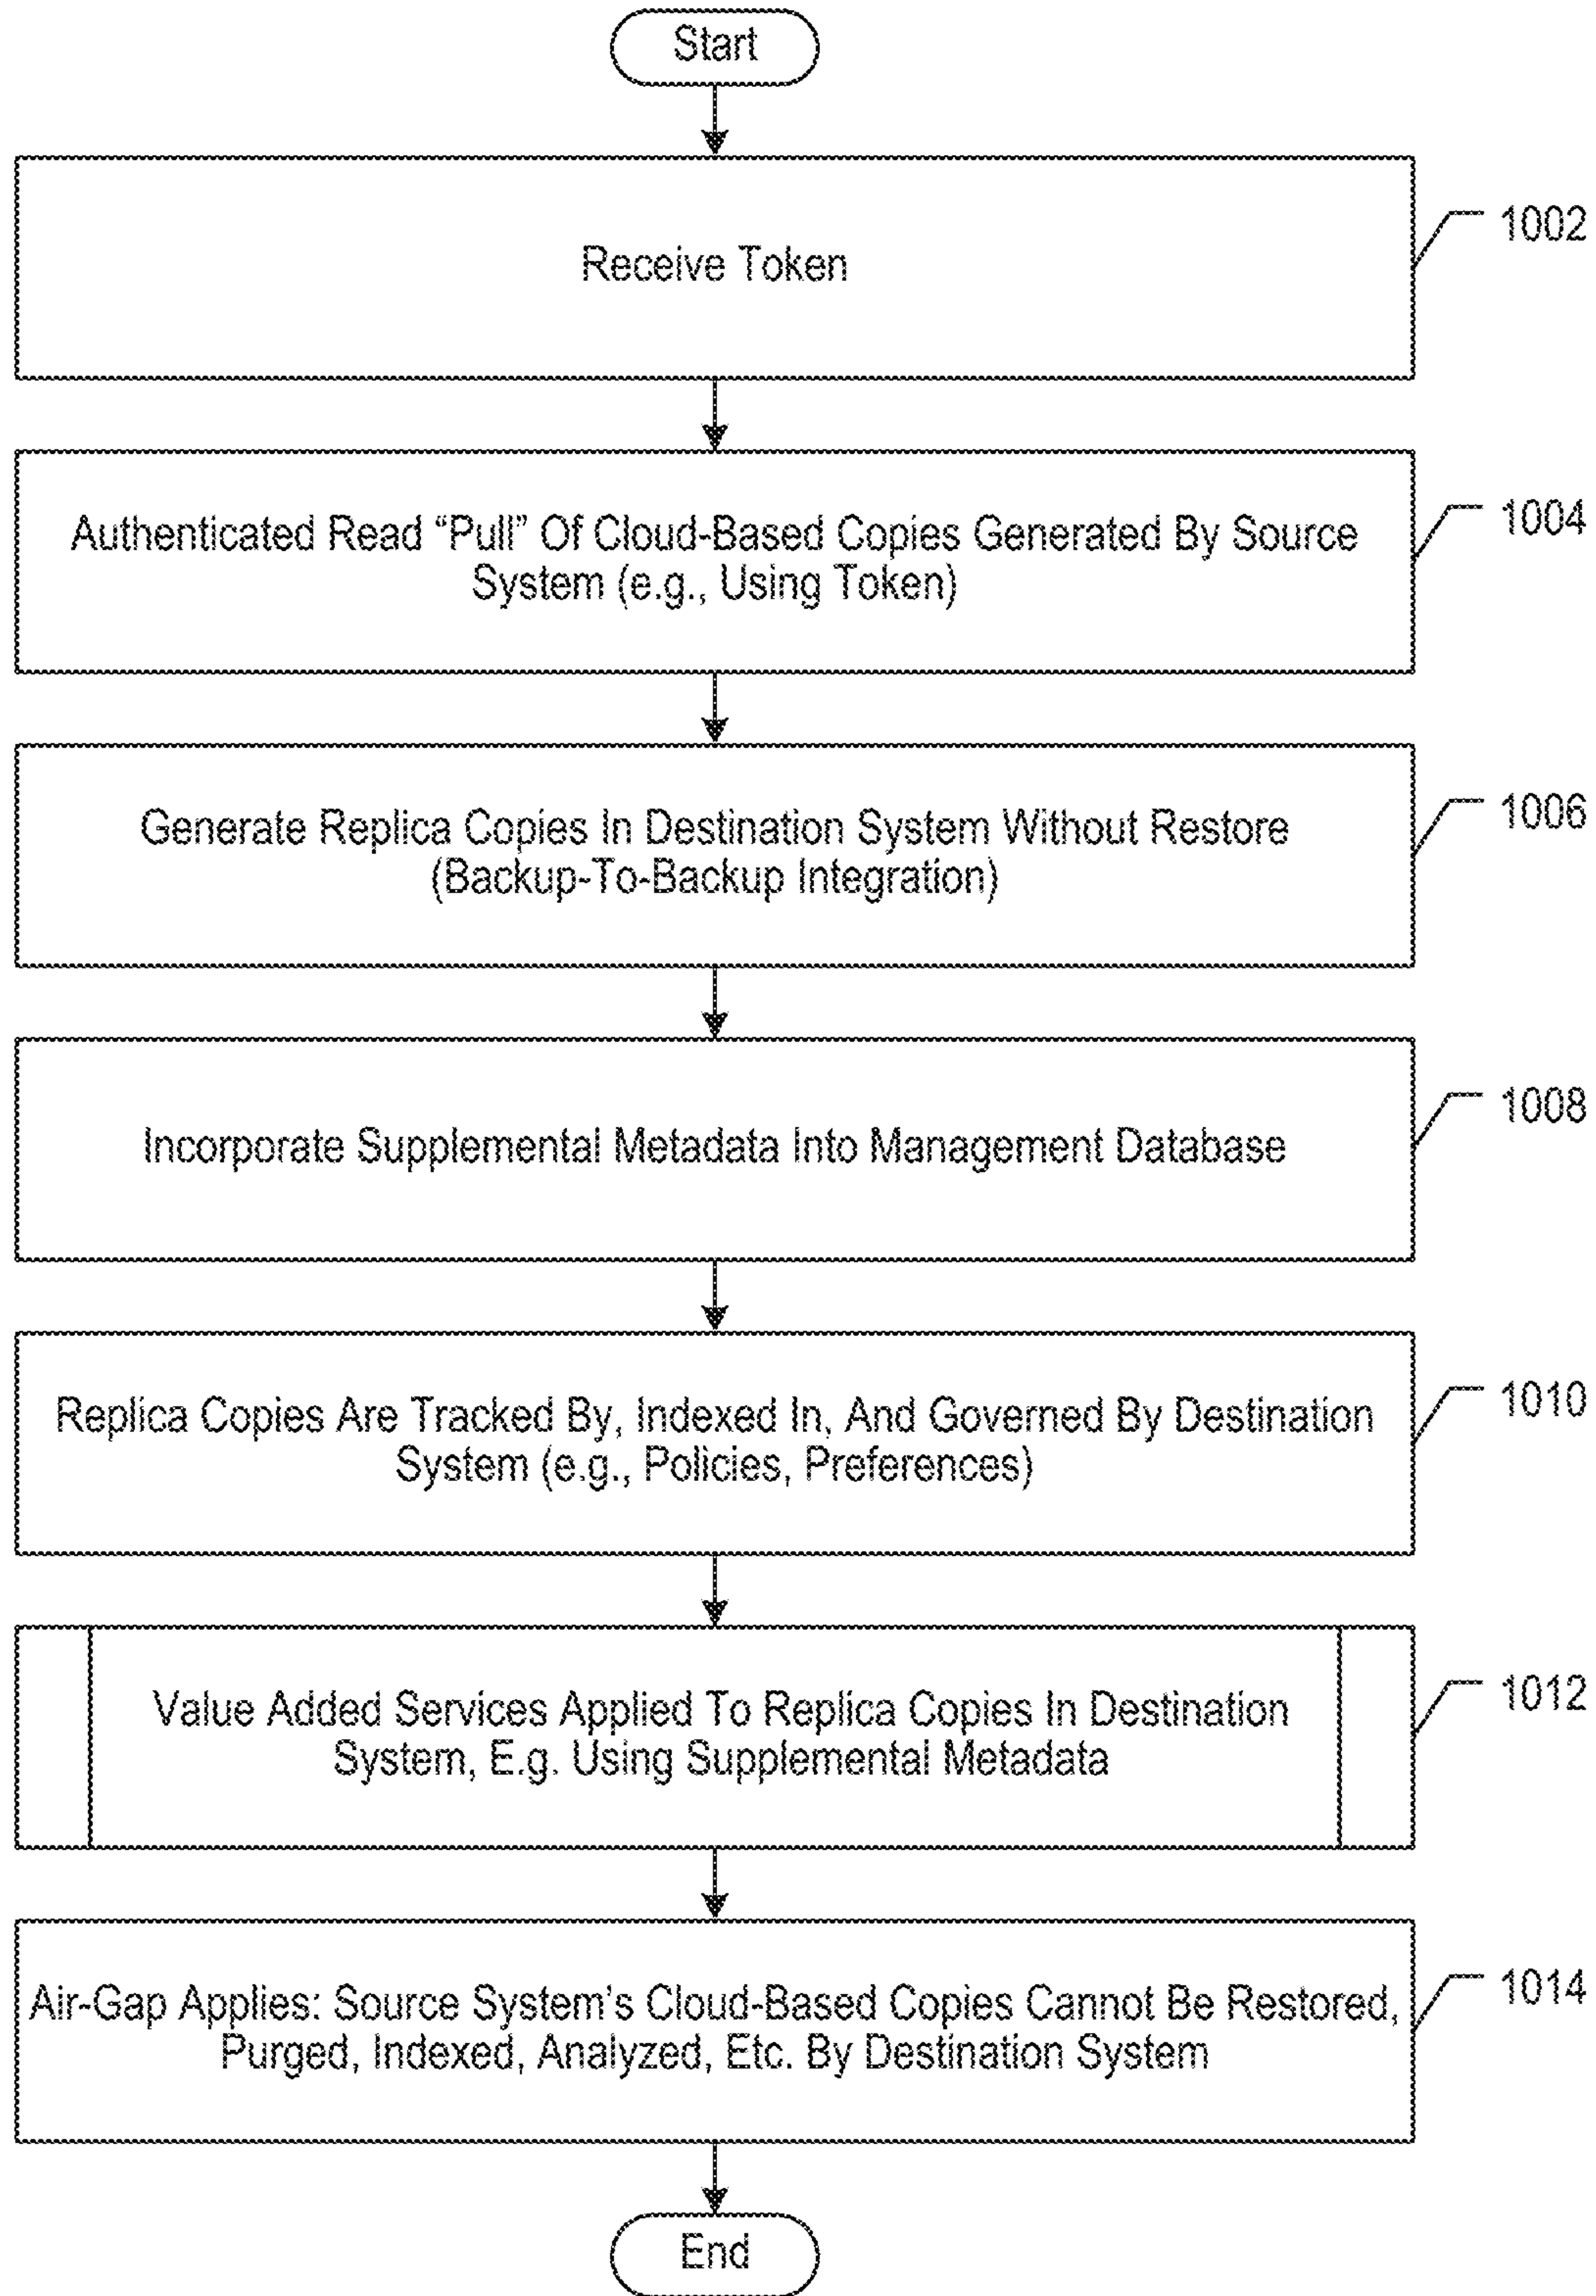 Start
Receive Token
1002
Authenticated Read “Pull” Of Cloud-Based Copies Generated By Source
System (e.g., Using Token)
1004
Generate Replica Copies In Destination System Without Restore
(Backup-To-Backup Integration)
1006
Incorporate Supplemental Metadata Into Management Database
1008
Replica Copies Are Tracked By, Indexed In, And Governed By Destination
System (e.g., Policies, Preferences)
1010
Value Added Services Applied To Replica Copies In Destination
System, E.g. Using Supplemental Metadata
1012
Air-Gap Applies: Source System’s Cloud-Based Copies Cannot Be Restored,
Purged, Indexed, Analyzed, Etc. By Destination System
1014
End